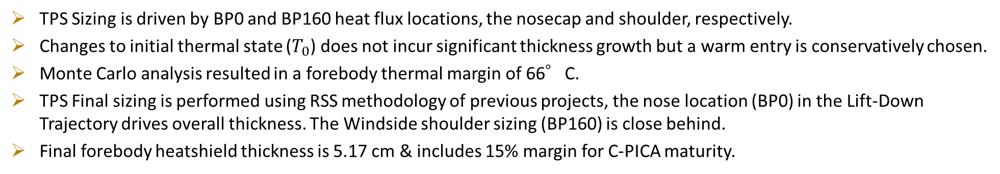 ➢ TPS Sizing is driven by BP0 and BP160 heat flux locations, the nosecap and shoulder, respectively.
➢ Changes to initial thermal state (𝑇₀) does not incur significant thickness growth but a warm entry is conservatively chosen.
➢ Monte Carlo analysis resulted in a forebody thermal margin of 66° C.
➢ TPS Final sizing is performed using RSS methodology of previous projects, the nose location (BP0) in the Lift-Down
Trajectory drives overall thickness. The Windside shoulder sizing (BP160) is close behind.
➢ Final forebody heatshield thickness is 5.17 cm & includes 15% margin for C-PICA maturity.